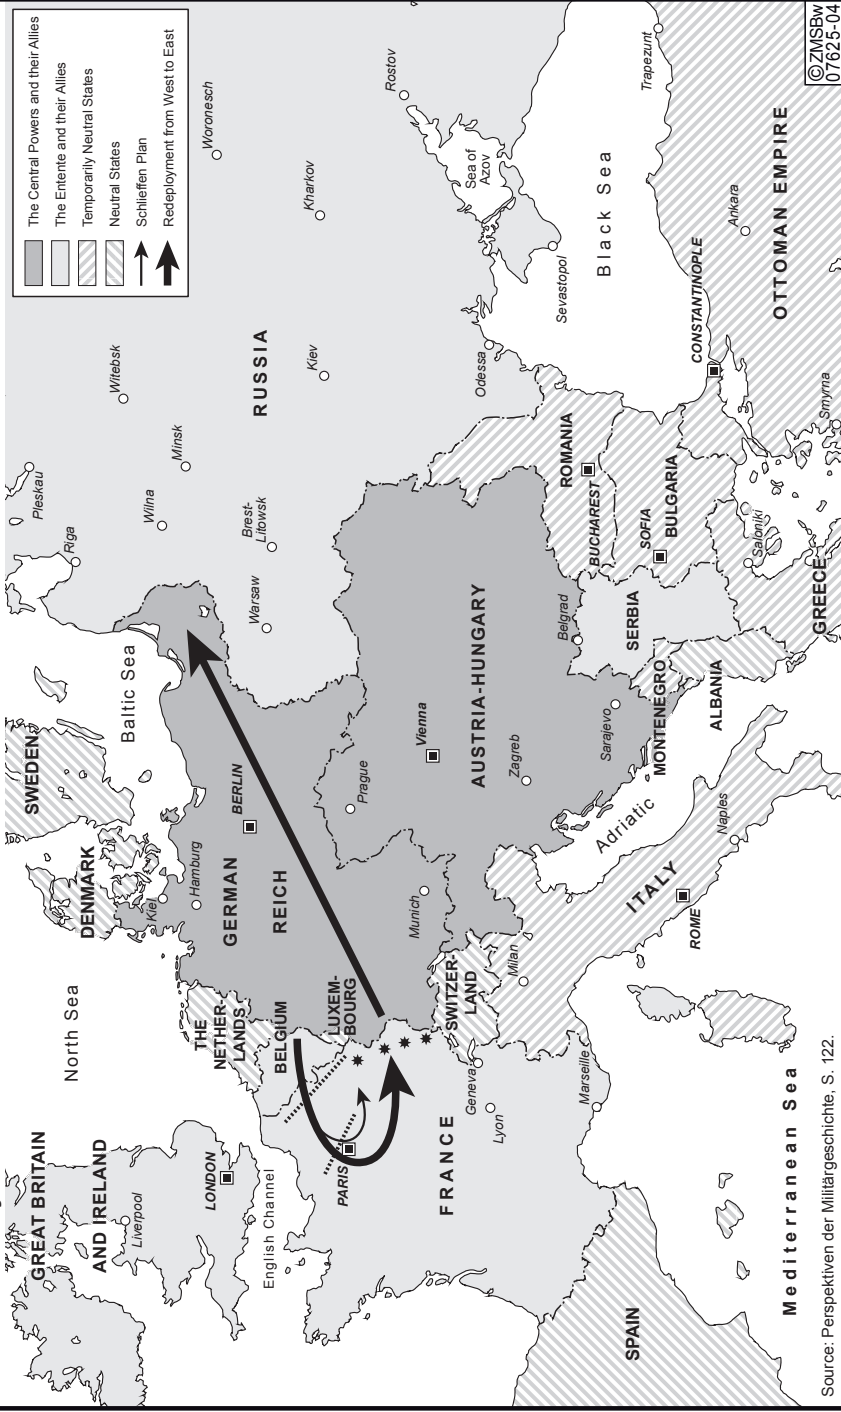 The Central Powers and their Allies
The Entente and their Allies
Temporarily Neutral States
Neutral States
Schlieffen Plan
Redeployment from West to East
GREAT BRITAIN
AND IRELAND
Liverpool
LONDON
English Channel
North Sea
DENMARK
SWEDEN
Baltic Sea
Riga
Pleskau
Witebsk
Woronesch
Rostov
Kiel
Hamburg
BERLIN
GERMAN
REICH
THE
NETHER-
LANDS
BELGIUM
LUXEM-
BOURG
Wilna
Minsk
Warsaw
Brest-
Litowsk
RUSSIA
Kiev
Kharkov
Sea of
Azov
PARIS
FRANCE
Munich
Prague
Vienna
AUSTRIA-HUNGARY
Zagreb
SWITZER-
LAND
Geneva
Lyon
Marseille
Milan
Odessa
Sevastopol
Black Sea
Trapezunt
Belgrad
Sarajevo
SERBIA
MONTENEGRO
ALBANIA
ROMANIA
BUCHAREST
SOFIA
BULGARIA
CONSTANTINOPLE
Ankara
OTTOMAN EMPIRE
Smyrna
Saloniki
GREECE
Adriatic
ITALY
ROME
Naples
SPAIN
Mediterranean Sea
Source: Perspektiven der Militärgeschichte, S. 122.
©ZMSBw
07625-04